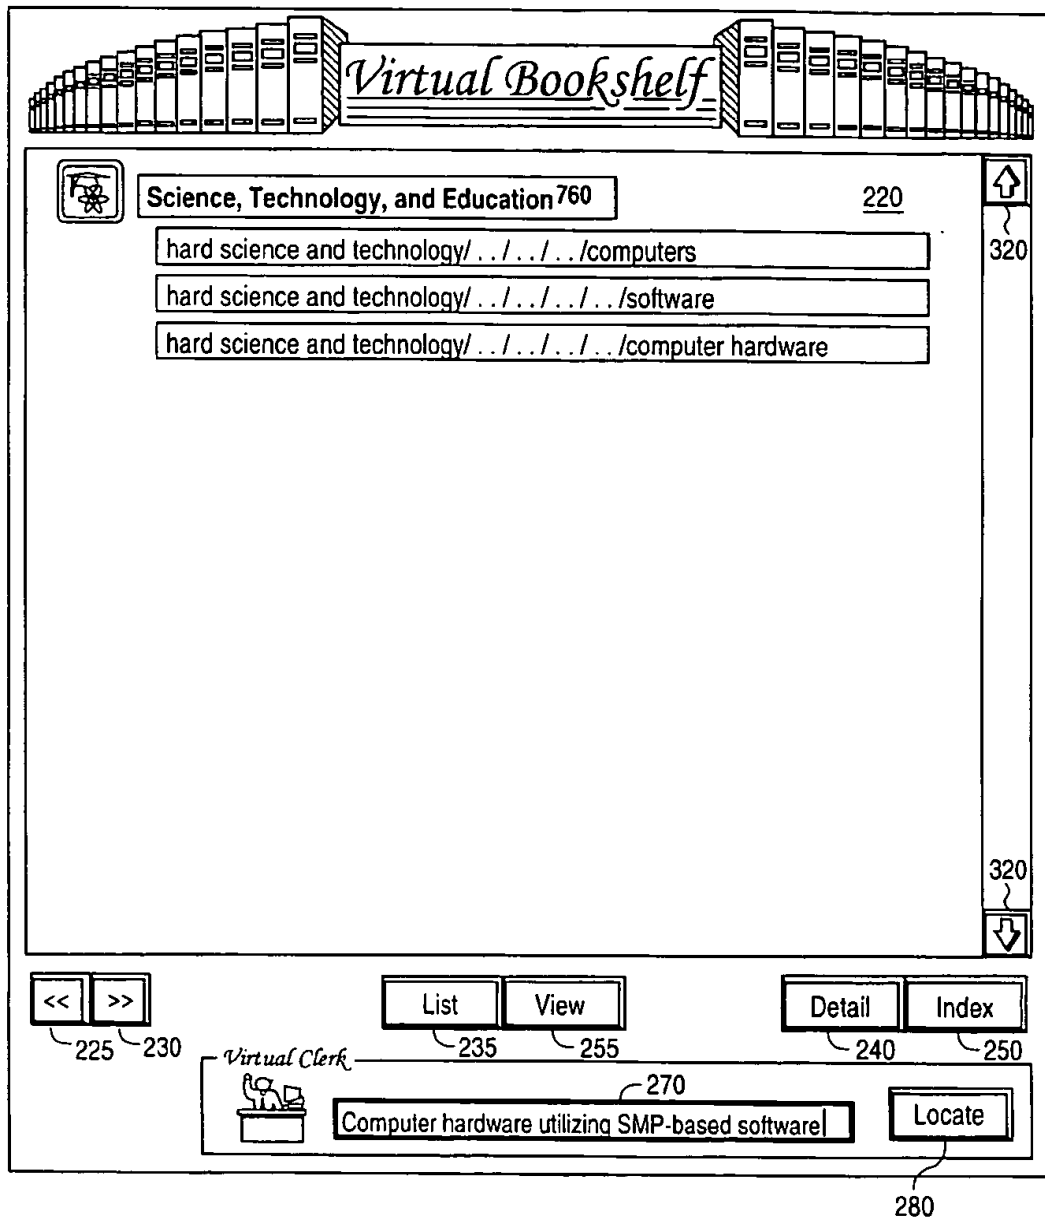 Virtual Bookshelf
Science, Technology, and Education 760
220
320
hard science and technology/ . . / . . / . . /computers
hard science and technology/ . . / . . / . . / . . /software
hard science and technology/ . . / . . / . . / . . /computer hardware
320
<< >> List View Detail Index
225 230 235 255 240 250
Virtual Clerk
270
Computer hardware utilizing SMP-based software
Locate
280